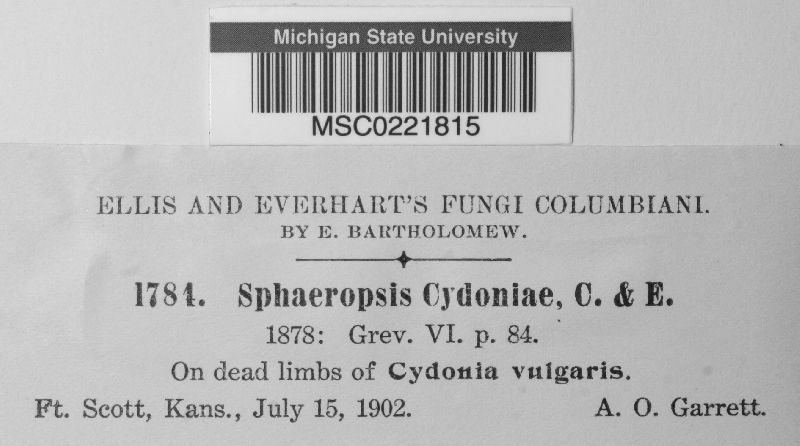 Michigan State University
MSC0221815
ELLIS AND EVERHART'S FUNGI COLUMBIANI.
BY E. BARTHOLOMEW.
1784. Sphaeropsis Cydoniae, C. & E.
1878: Grev. VI. p. 84.
On dead limbs of Cydonia vulgaris.
Ft. Scott, Kans., July 15, 1902. A. O. Garrett.